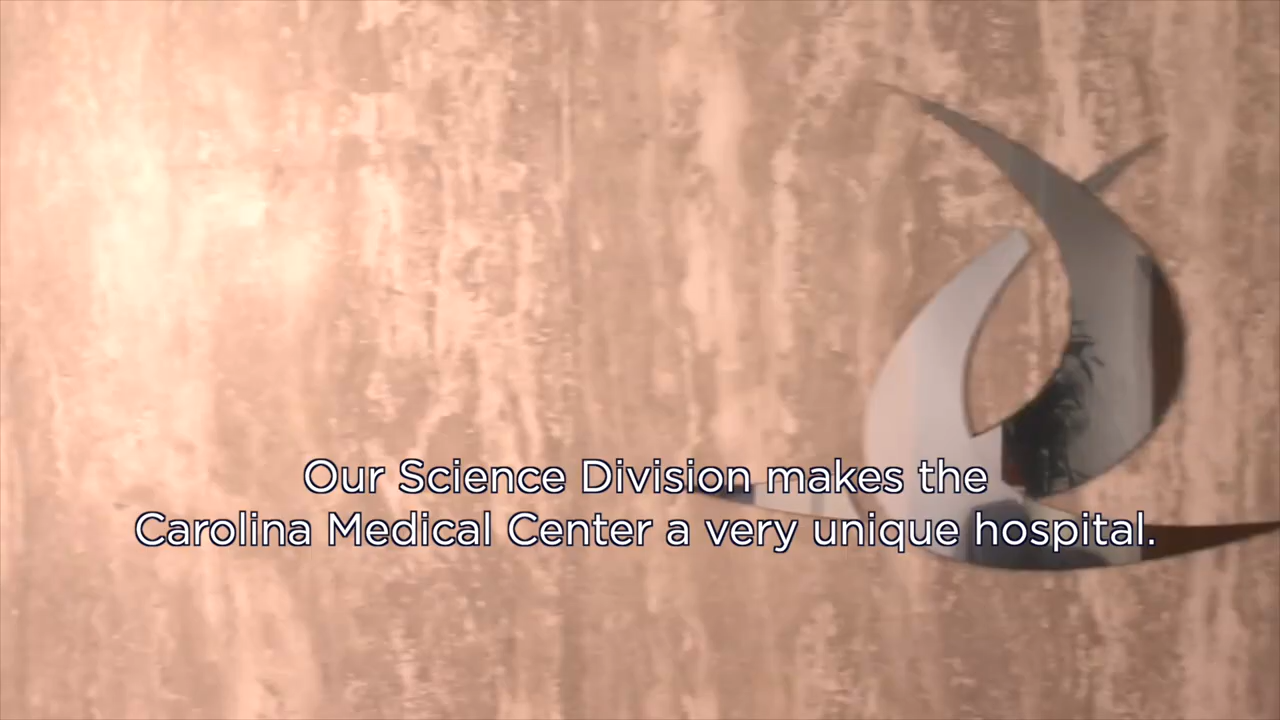 Our Science Division makes the
Carolina Medical Center a very unique hospital.